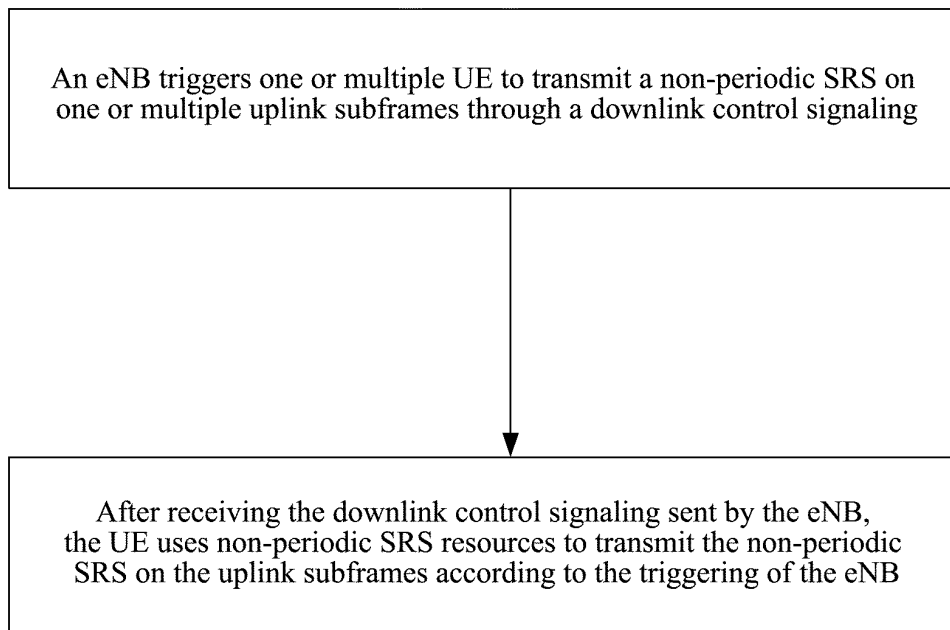 An eNB triggers one or multiple UE to transmit a non-periodic SRS on
one or multiple uplink subframes through a downlink control signaling
After receiving the downlink control signaling sent by the eNB,
the UE uses non-periodic SRS resources to transmit the non-periodic
SRS on the uplink subframes according to the triggering of the eNB